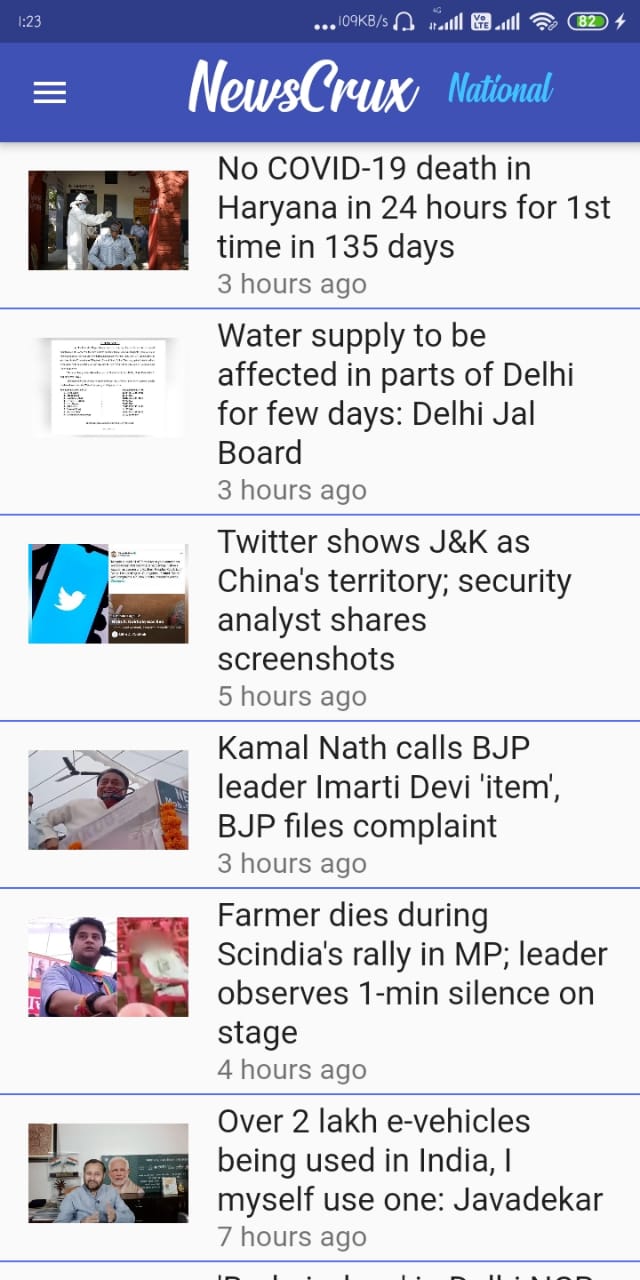 1:23
109KB/s 4G Vo LTE 82
NewsCrux National
No COVID-19 death in
Haryana in 24 hours for 1st
time in 135 days
3 hours ago
Water supply to be
affected in parts of Delhi
for few days: Delhi Jal
Board
3 hours ago
Twitter shows J&K as
China's territory; security
analyst shares
screenshots
5 hours ago
Kamal Nath calls BJP
leader Imarti Devi 'item',
BJP files complaint
3 hours ago
Farmer dies during
Scindia's rally in MP; leader
observes 1-min silence on
stage
4 hours ago
Over 2 lakh e-vehicles
being used in India, I
myself use one: Javadekar
7 hours ago